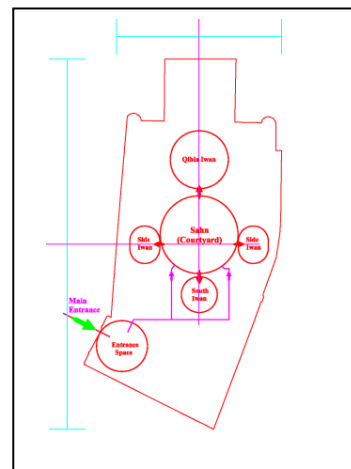 Qibla Iwan
Sahn
(Courtyard)
Side
Iwan
Side
Iwan
South
Iwan
Main
Entrance
Entrance
Space